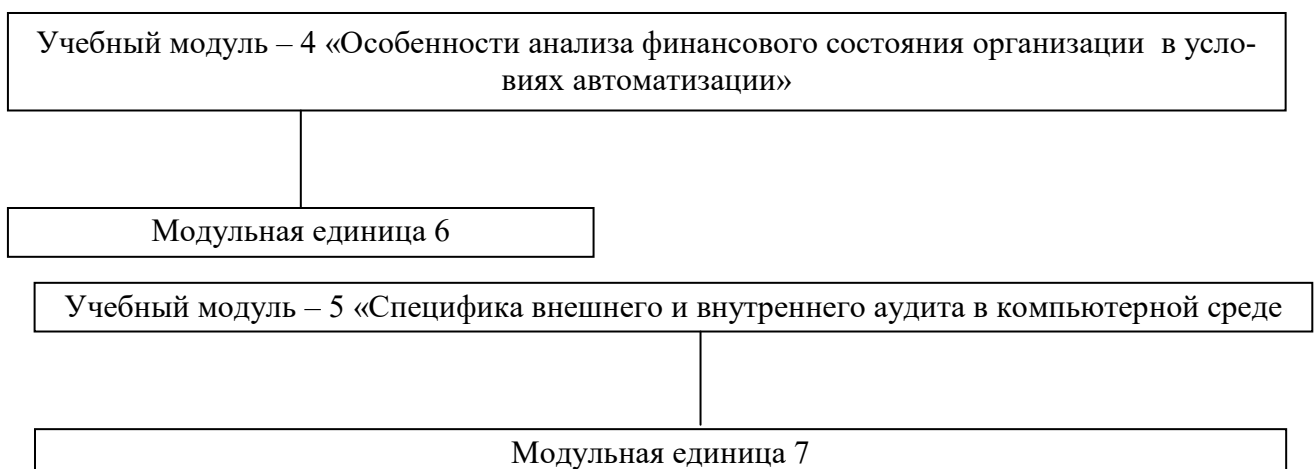 Учебный модуль – 4 «Особенности анализа финансового состояния организации  в усло-
виях автоматизации»
Модульная единица 6
Учебный модуль – 5 «Специфика внешнего и внутреннего аудита в компьютерной среде
Модульная единица 7